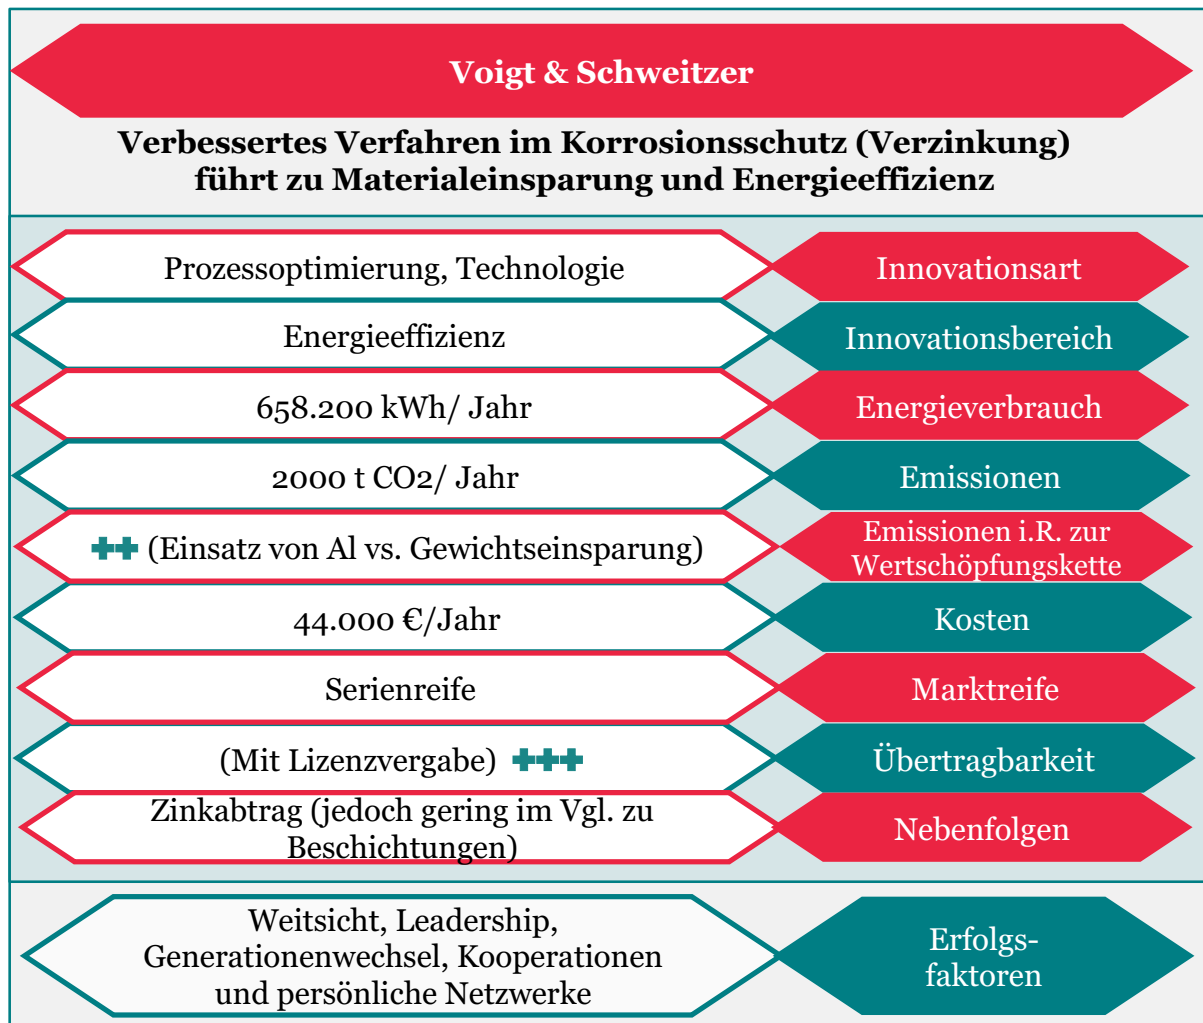 Voigt & Schweitzer
Verbessertes Verfahren im Korrosionsschutz (Verzinkung)
führt zu Materialeinsparung und Energieeffizienz
Prozessoptimierung, Technologie
Innovationsart
Energieeffizienz
Innovationsbereich
658.200 kWh/ Jahr
Energieverbrauch
2000 t CO2/ Jahr
Emissionen
✚✚ (Einsatz von Al vs. Gewichtseinsparung)
Emissionen i.R. zur
Wertschöpfungskette
44.000 €/Jahr
Kosten
Serienreife
Marktreife
(Mit Lizenzvergabe) ✚✚✚
Übertragbarkeit
Zinkabtrag (jedoch gering im Vgl. zu
Beschichtungen)
Nebenfolgen
Weitsicht, Leadership,
Generationenwechsel, Kooperationen
und persönliche Netzwerke
Erfolgs-
faktoren